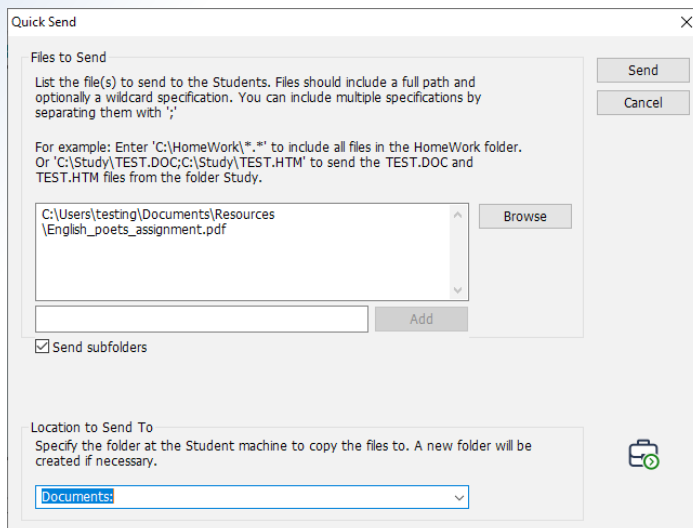 Quick Send
Files to Send
List the file(s) to send to the Students. Files should include a full path and
optionally a wildcard specification. You can include multiple specifications by
separating them with ';'
For example: Enter 'C:\HomeWork\*.*' to include all files in the HomeWork folder.
Or 'C:\Study\TEST.DOC;C:\Study\TEST.HTM' to send the TEST.DOC and
TEST.HTM files from the folder Study.
C:\Users\testing\Documents\Resources
\English_poets_assignment.pdf
Browse
Add
Send subfolders
Send
Cancel
Location to Send To
Specify the folder at the Student machine to copy the files to. A new folder will be
created if necessary.
Documents: